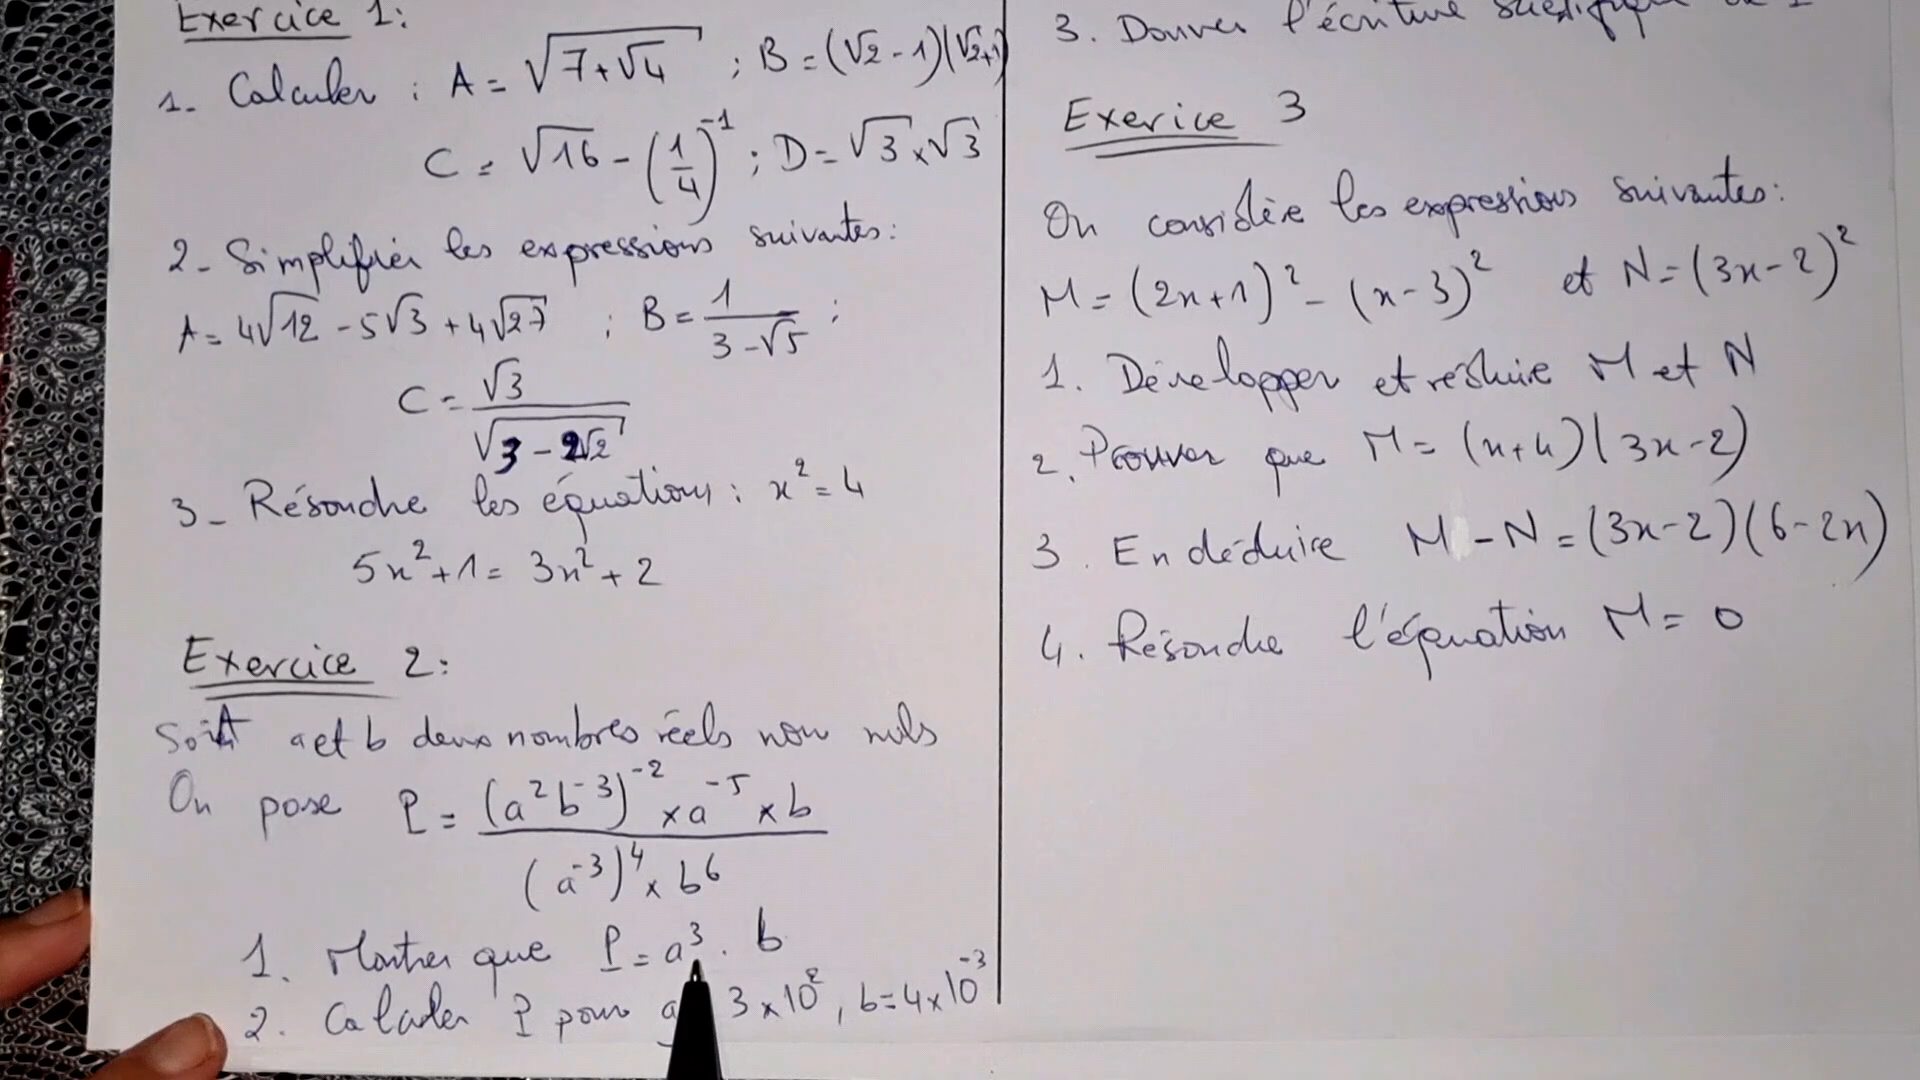 Exercice 1:
1- Calculer : A = √(7+√4) ; B = (√2 - 1)(√2+1)
C = √16 - (1/4)⁻¹ ; D = √3 × √3
2- Simplifier les expressions suivantes:
A = 4√12 - 5√3 + 4√27 ; B = 1/(3-√5) ;
C = √3/√(3 - 2√2)
3- Résoudre les équations : x² = 4
5x² + 1 = 3x² + 2
Exercice 2:
Soit a et b deux nombres réels non nuls
On pose P = ((a²b⁻³)⁻² × a⁻⁵ × b)/((a⁻³)⁴ × b⁶)
1. Montrer que P = a³ . b
2. Calculer P pour a 3 × 10², b = 4 × 10⁻³
3. Donner l'écriture
Exerice 3
On considère les expressions suivantes:
M = (2x+1)² - (x-3)² et N = (3x-2)²
1. Développer et réduire M et N
2. Prouver que M = (x+4)(3x-2)
3. En déduire M - N = (3x-2)(6-2x)
4. Résoudre l'équation M = 0